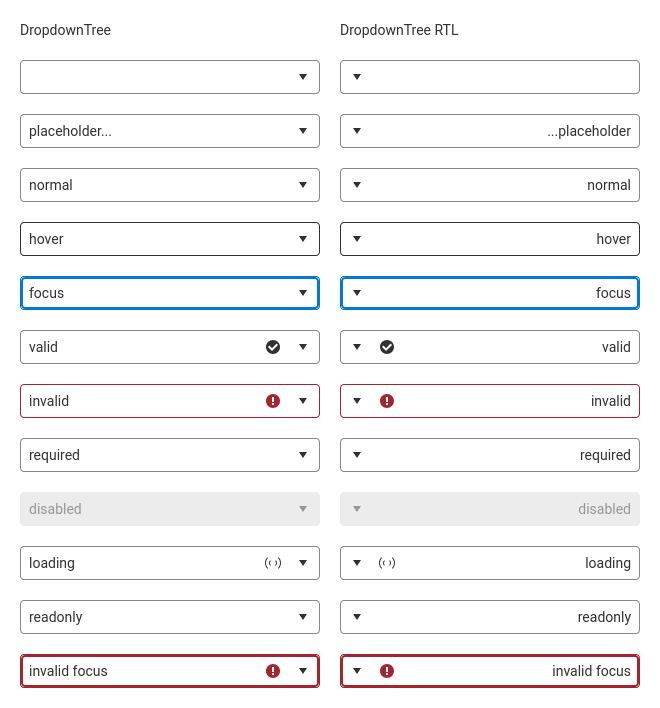 DropdownTree
DropdownTree RTL
placeholder...
...placeholder
normal
normal
hover
hover
focus
focus
valid
valid
invalid
invalid
required
required
disabled
disabled
loading
loading
readonly
readonly
invalid focus
invalid focus